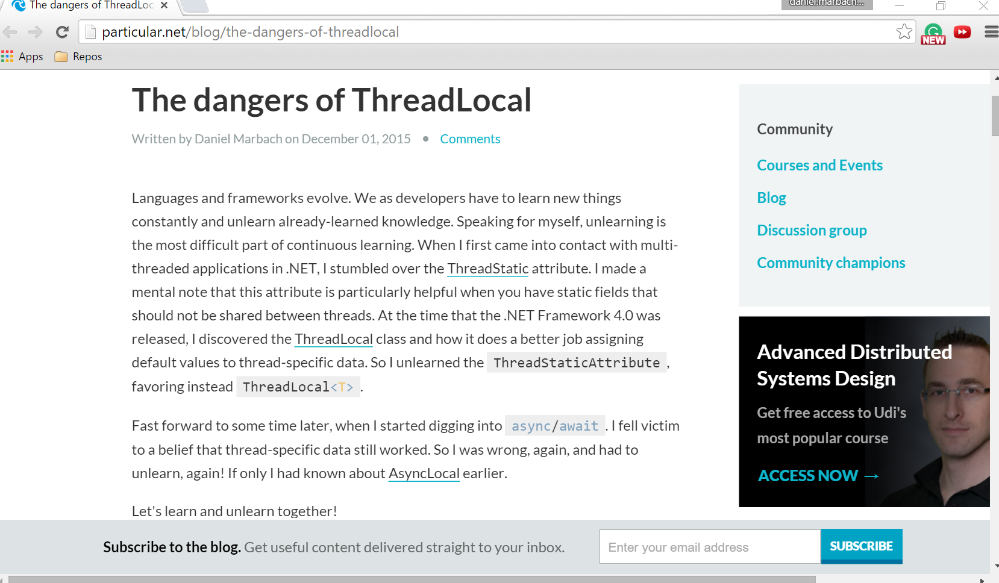 The dangers of ThreadLoc
daniel.marbach...
particular.net/blog/the-dangers-of-threadlocal
NEW
Apps
Repos
The dangers of ThreadLocal
Written by Daniel Marbach on December 01, 2015 • Comments
Languages and frameworks evolve. We as developers have to learn new things
constantly and unlearn already-learned knowledge. Speaking for myself, unlearning is
the most difficult part of continuous learning. When I first came into contact with multi-
threaded applications in .NET, I stumbled over the ThreadStatic attribute. I made a
mental note that this attribute is particularly helpful when you have static fields that
should not be shared between threads. At the time that the .NET Framework 4.0 was
released, I discovered the ThreadLocal class and how it does a better job assigning
default values to thread-specific data. So I unlearned the ThreadStaticAttribute ,
favoring instead ThreadLocal<T> .
Fast forward to some time later, when I started digging into async/await . I fell victim
to a belief that thread-specific data still worked. So I was wrong, again, and had to
unlearn, again! If only I had known about AsyncLocal earlier.
Let's learn and unlearn together!
Community
Courses and Events
Blog
Discussion group
Community champions
Advanced Distributed
Systems Design
Get free access to Udi's
most popular course
ACCESS NOW →
Subscribe to the blog. Get useful content delivered straight to your inbox.
Enter your email address
SUBSCRIBE